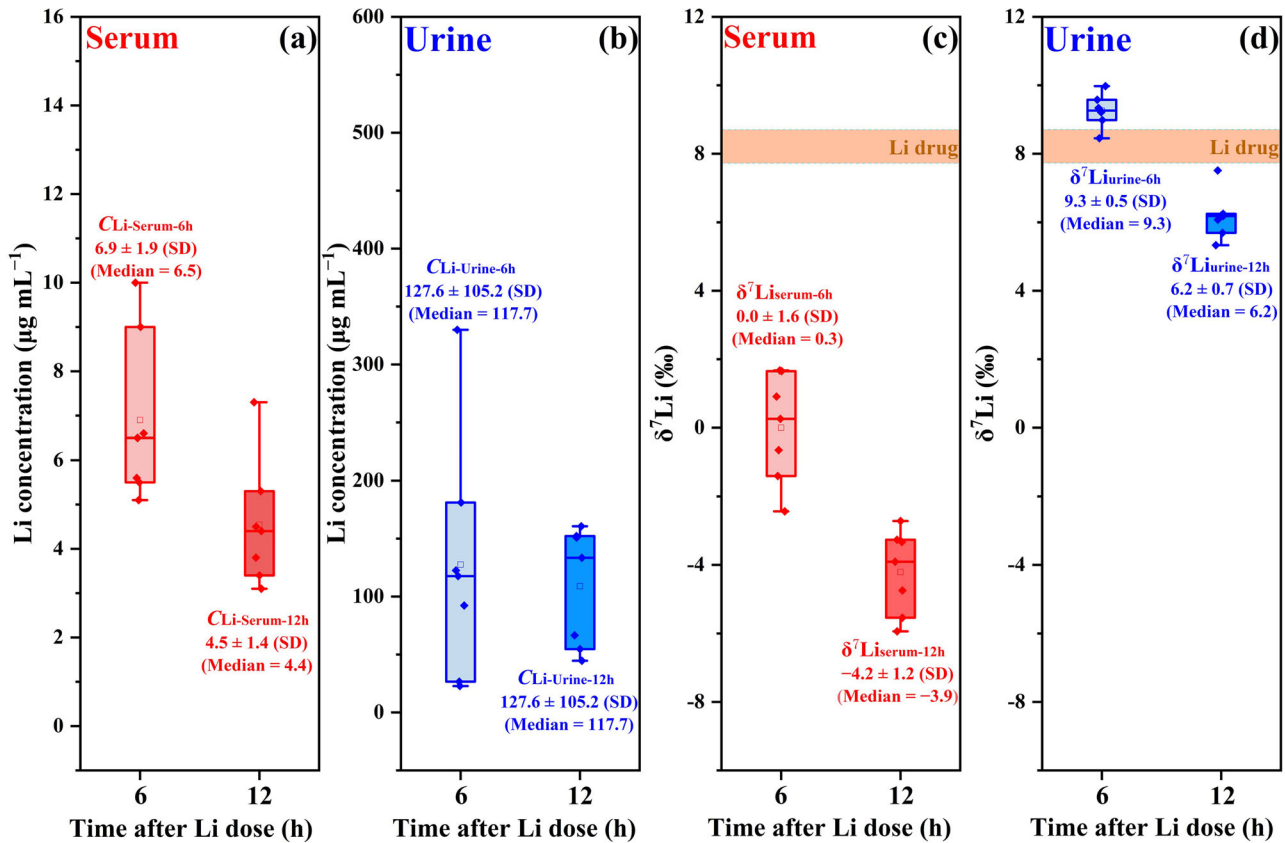 Serum (a)
16
14
12
10
8
6
4
2
0
Li concentration (µg mL⁻¹)
CLi-Serum-6h
6.9 ± 1.9 (SD)
(Median = 6.5)
CLi-Serum-12h
4.5 ± 1.4 (SD)
(Median = 4.4)
6 12
Time after Li dose (h)
Urine (b)
600
500
400
300
200
100
0
Li concentration (µg mL⁻¹)
CLi-Urine-6h
127.6 ± 105.2 (SD)
(Median = 117.7)
CLi-Urine-12h
127.6 ± 105.2 (SD)
(Median = 117.7)
6 12
Time after Li dose (h)
Serum (c)
12
8
4
0
-4
-8
δ⁷Li (‰)
Li drug
δ⁷Liserum-6h
0.0 ± 1.6 (SD)
(Median = 0.3)
δ⁷Liserum-12h
−4.2 ± 1.2 (SD)
(Median = −3.9)
6 12
Time after Li dose (h)
Urine (d)
12
8
4
0
-4
-8
δ⁷Li (‰)
Li drug
δ⁷Liurine-6h
9.3 ± 0.5 (SD)
(Median = 9.3)
δ⁷Liurine-12h
6.2 ± 0.7 (SD)
(Median = 6.2)
6 12
Time after Li dose (h)